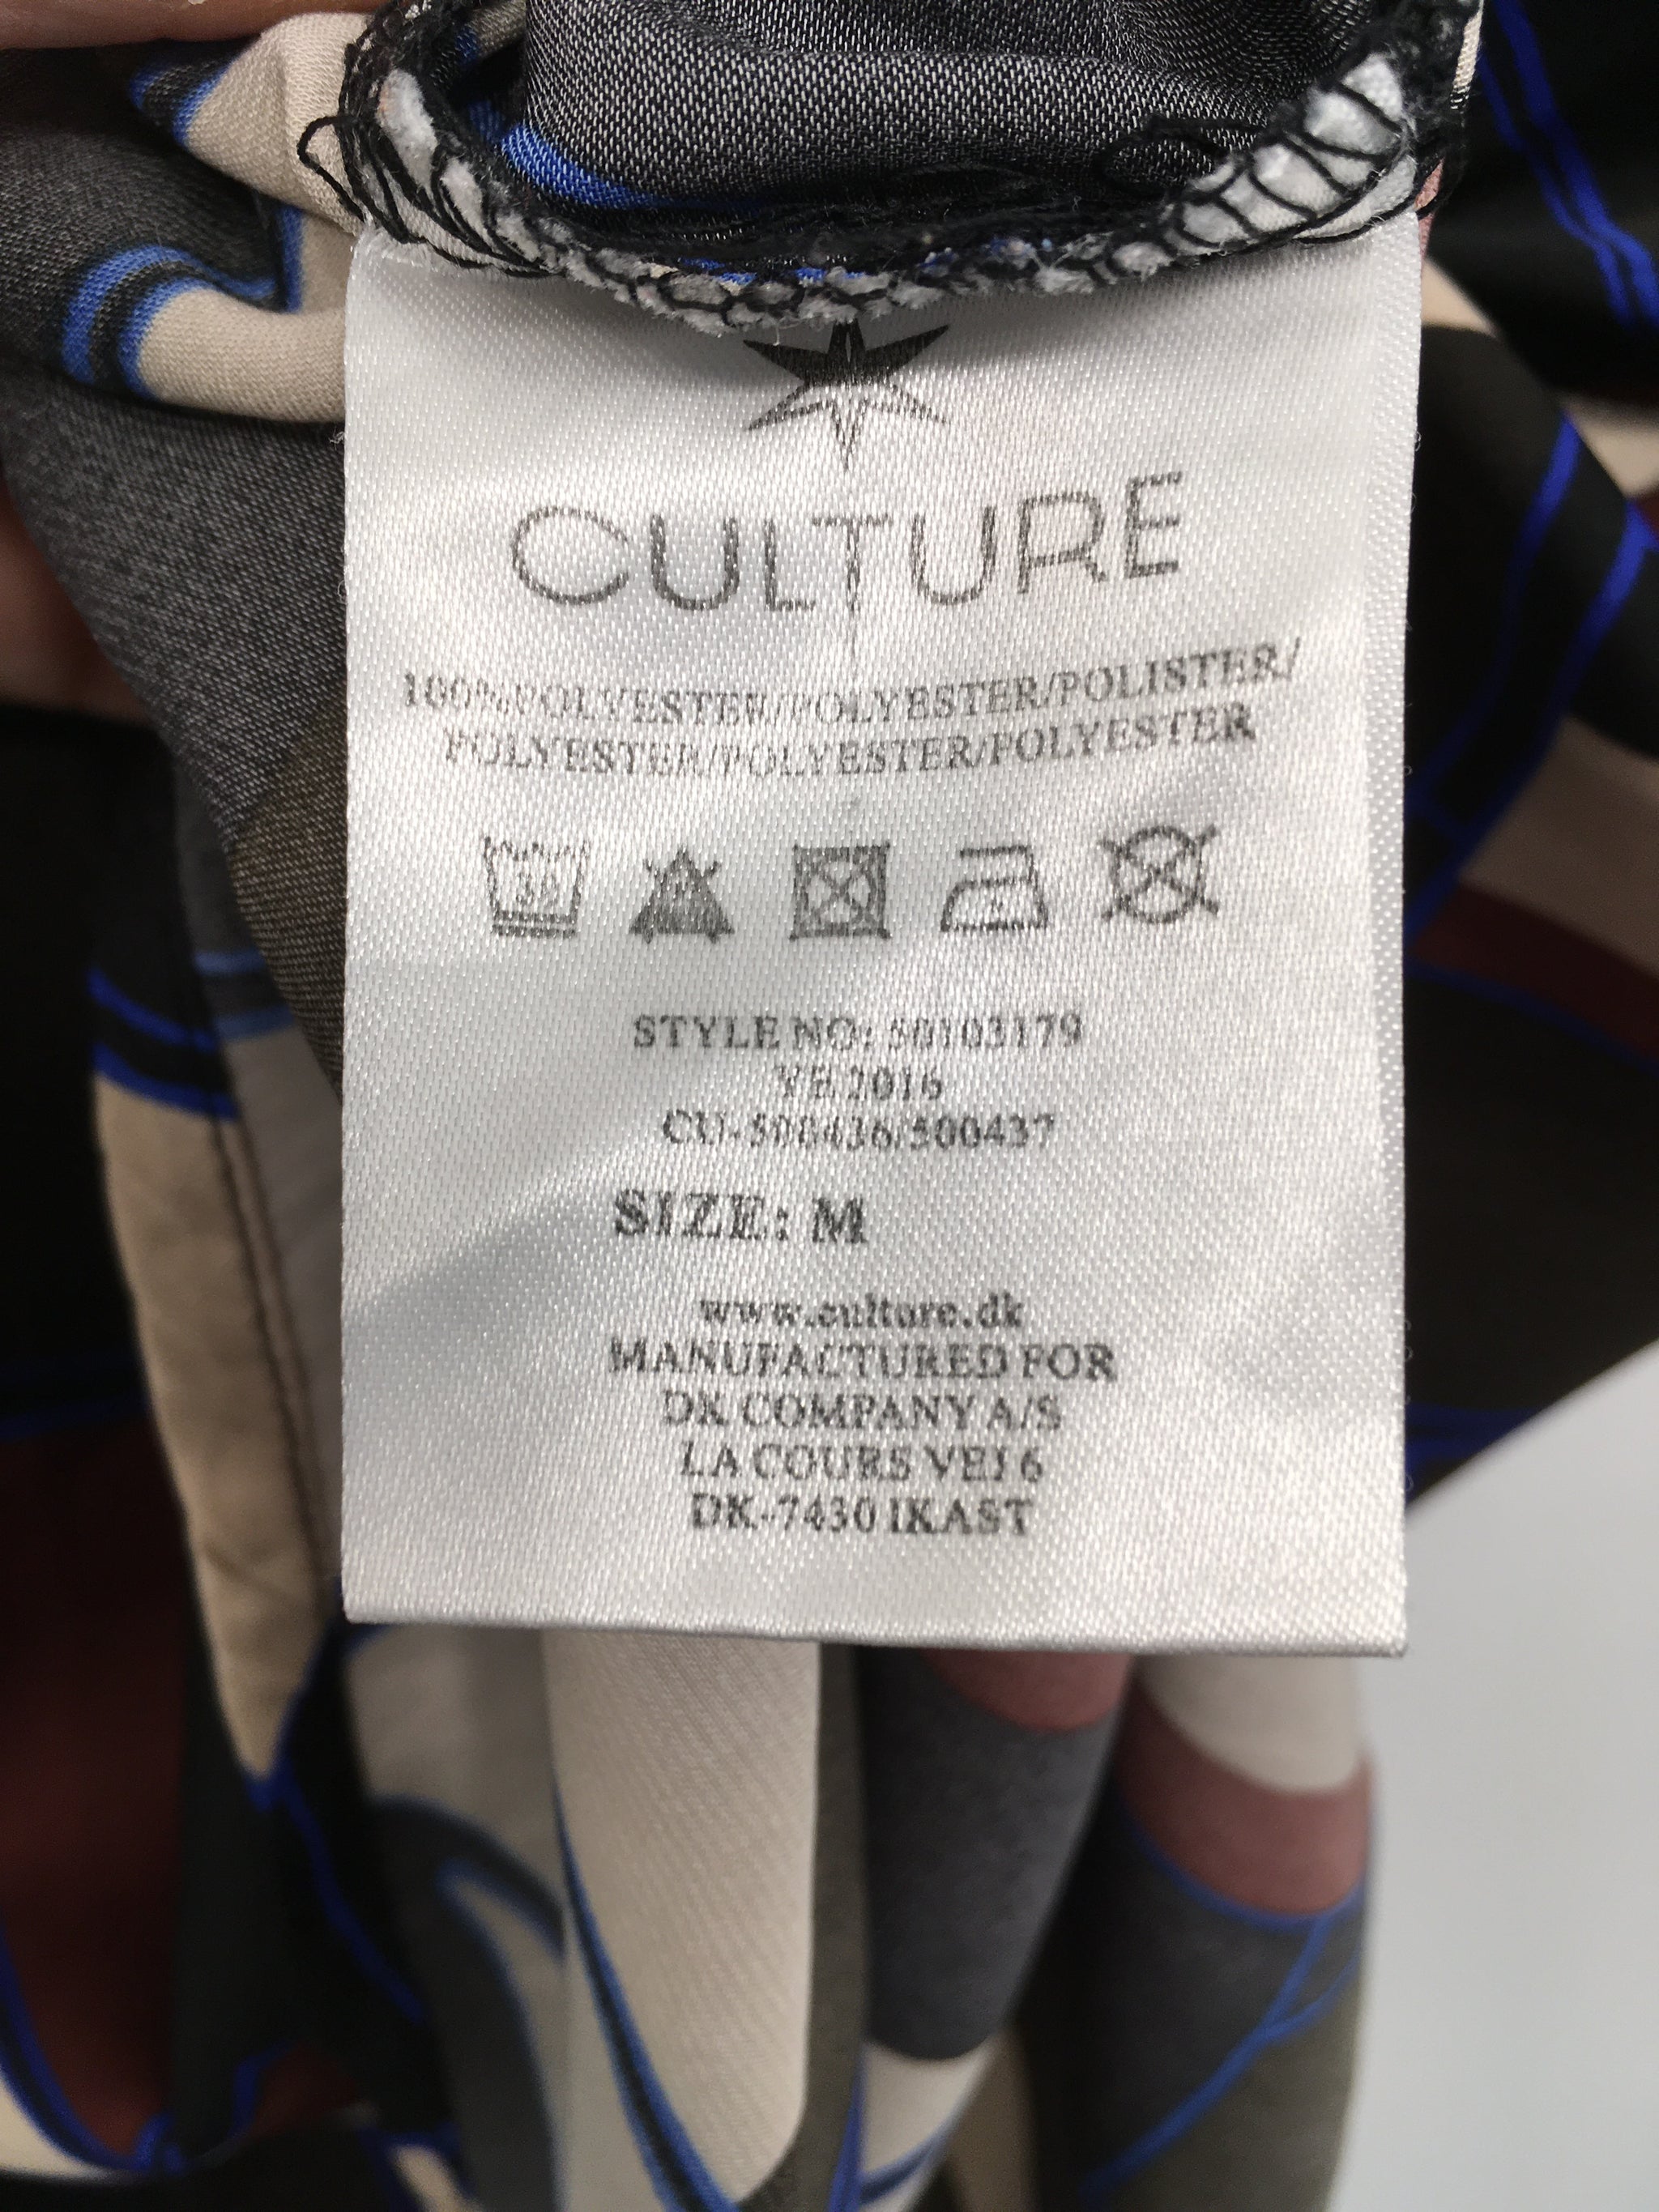 CULTURE
100%POLYESTER/POLYESTER/POLISTER/
POLYESTER/POLYESTER/POLYESTER
30
STYLE NO: 50103179
YE 2016
CU-500436/500437
SIZE: M
www.culture.dk
MANUFACTURED FOR
DK COMPANY A/S
LA COURS VEJ 6
DK-7430 IKAST